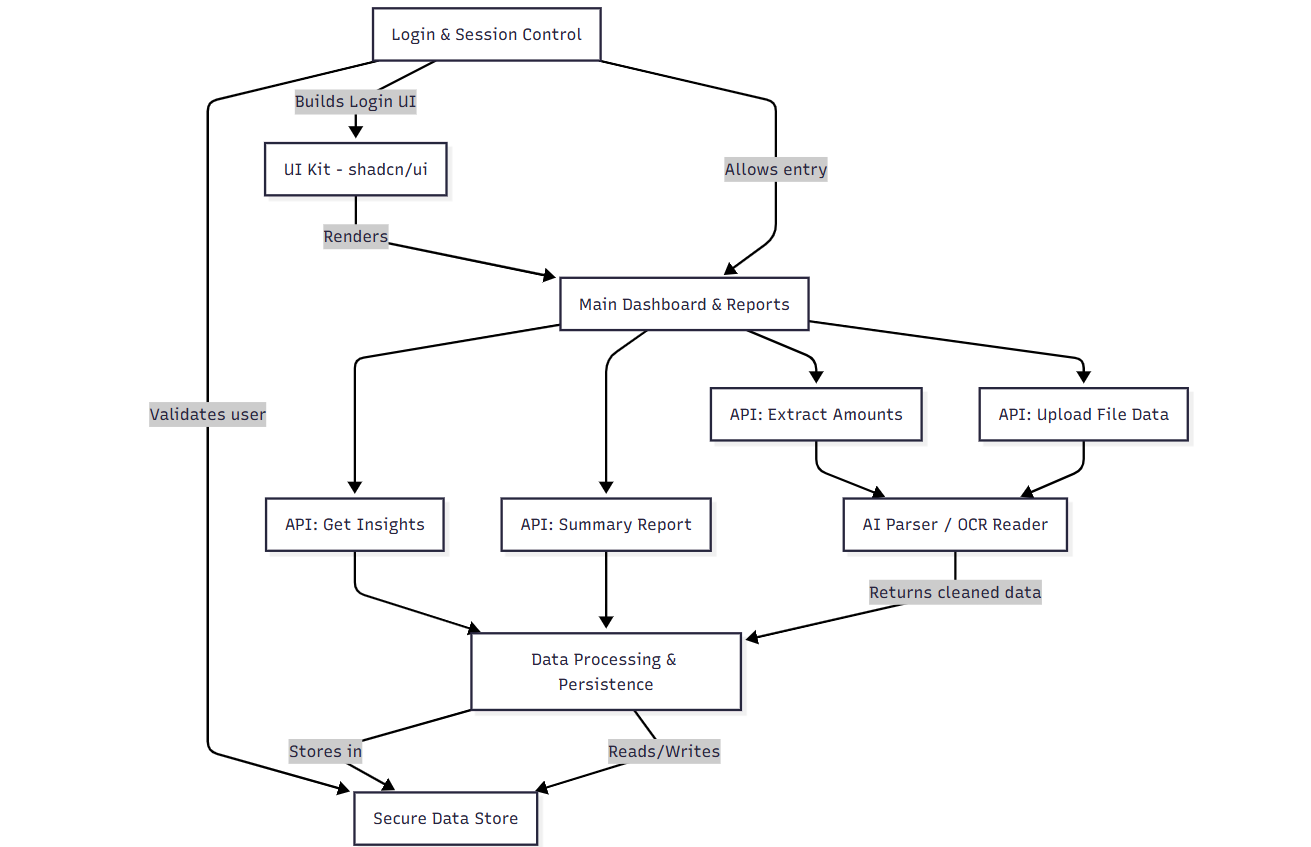 Login & Session Control
Builds Login UI
UI Kit - shadcn/ui
Allows entry
Renders
Main Dashboard & Reports
Validates user
API: Extract Amounts
API: Upload File Data
API: Get Insights
API: Summary Report
AI Parser / OCR Reader
Returns cleaned data
Data Processing &
Persistence
Stores in
Reads/Writes
Secure Data Store